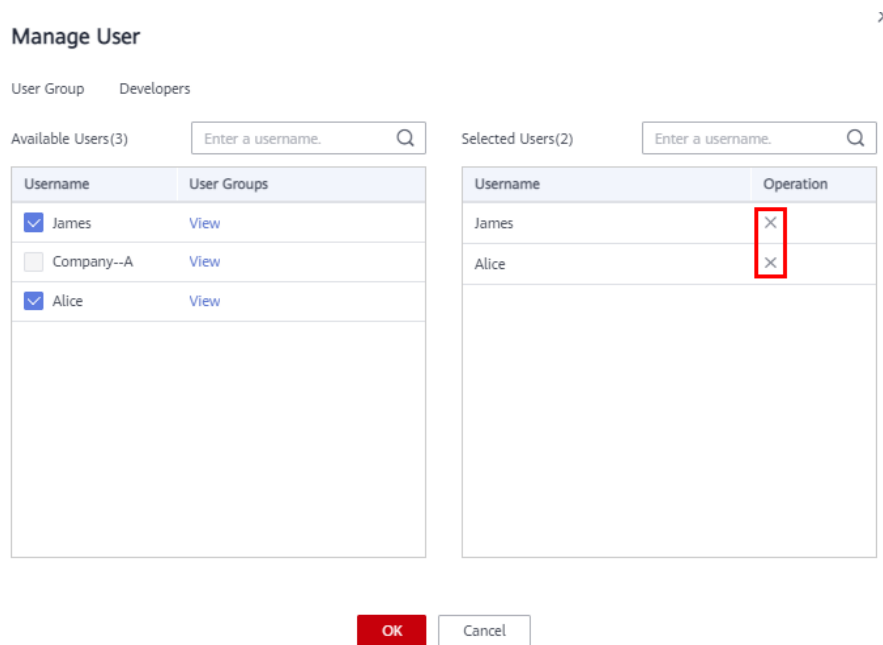 Manage User
User Group Developers
Available Users(3) Enter a username.
Selected Users(2) Enter a username.
Username User Groups
James View
Company--A View
Alice View
Username Operation
James
Alice
OK Cancel